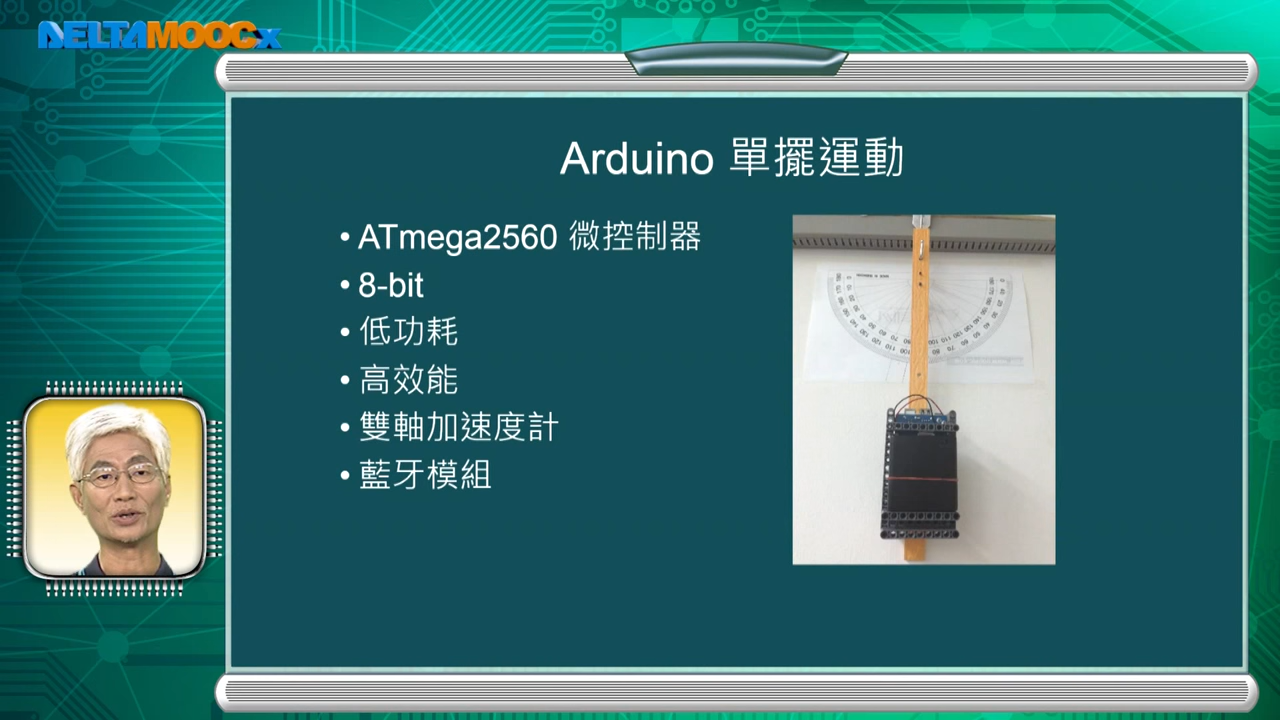 DELTAMOOCx
Arduino 單擺運動
• ATmega2560 微控制器
• 8-bit
• 低功耗
• 高效能
• 雙軸加速度計
• 藍牙模組